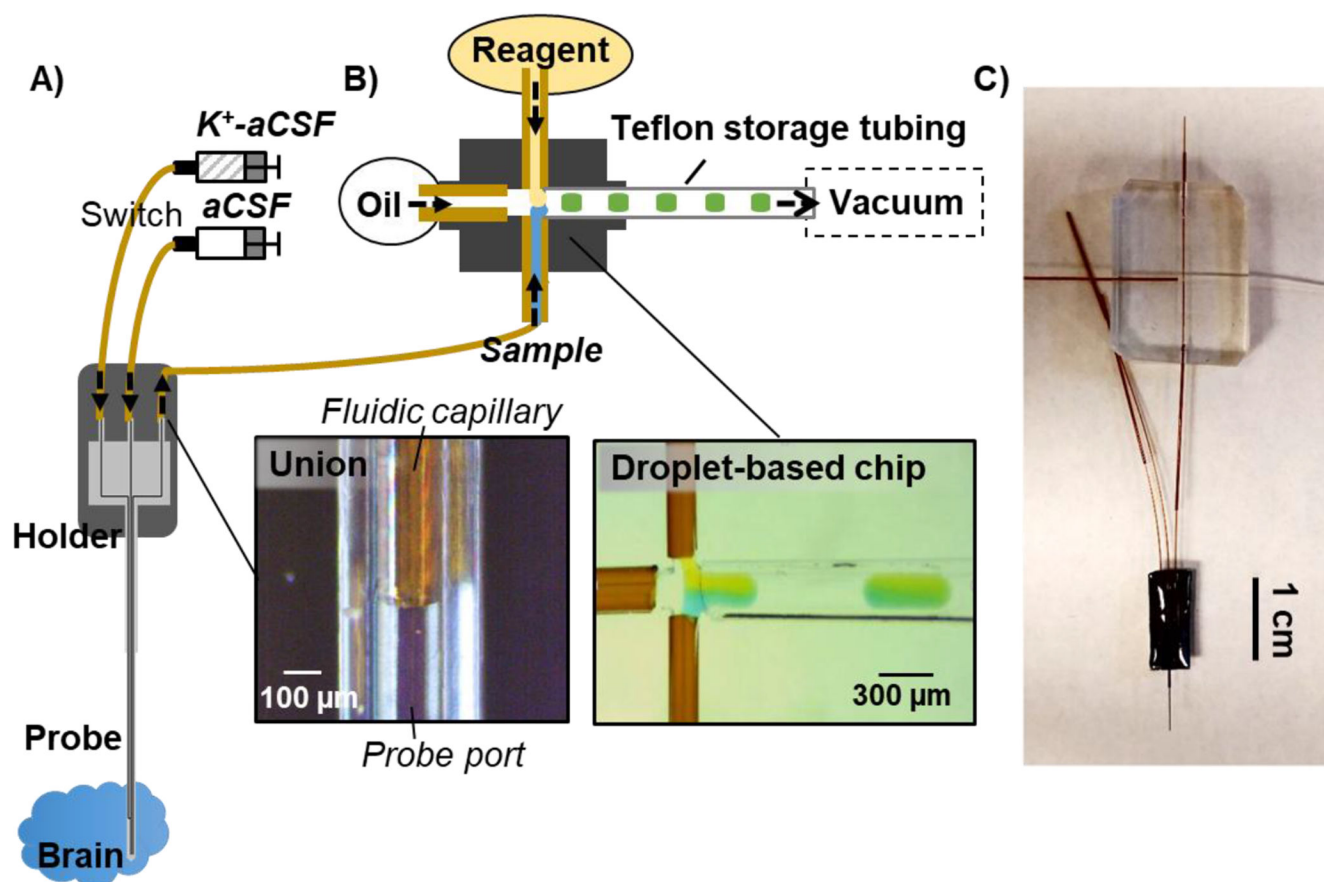 A)
K⁺-aCSF
Switch
aCSF
Holder
Probe
Brain
B)
Reagent
Oil
Teflon storage tubing
Vacuum
Sample
Fluidic capillary
Union
100 µm
Probe port
Droplet-based chip
300 µm
C)
1 cm